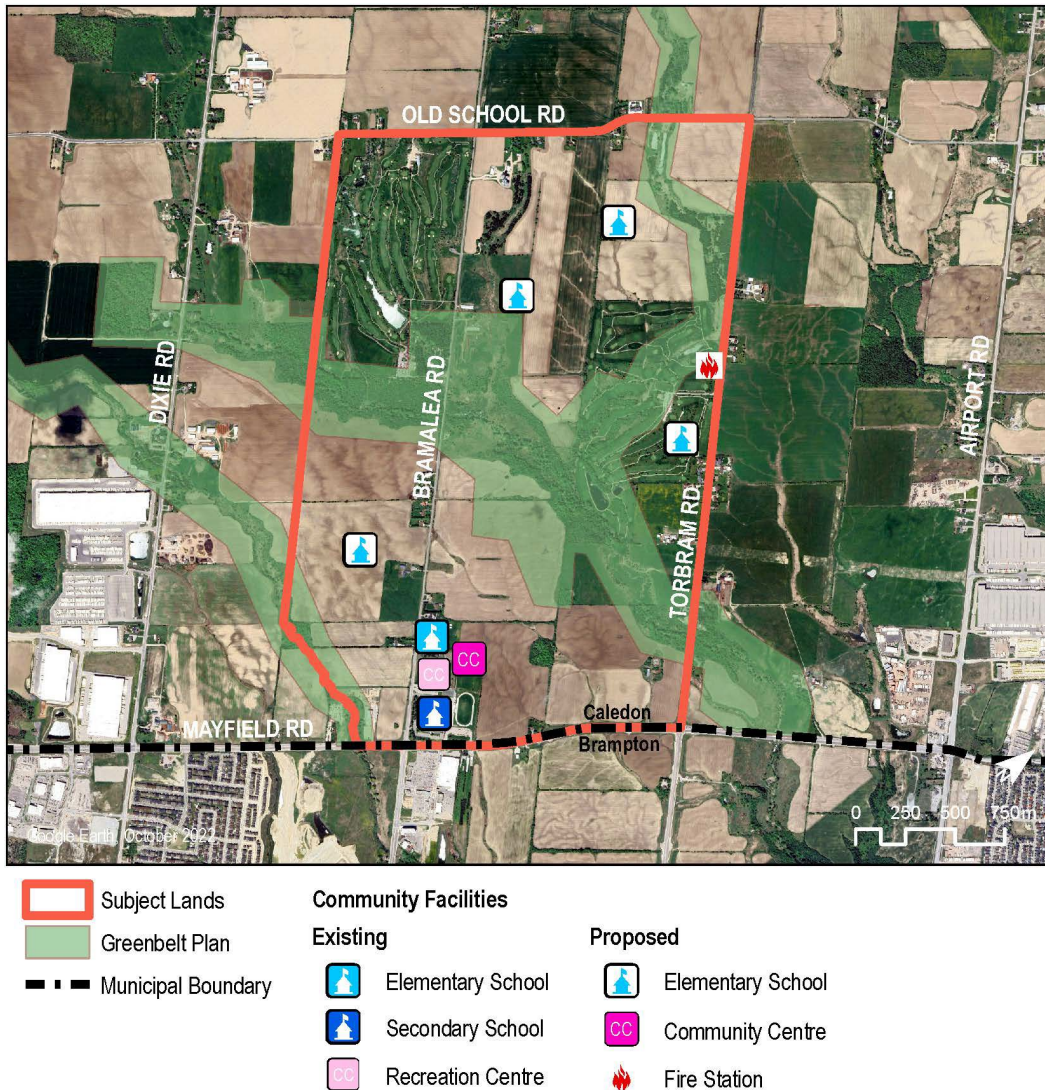 OLD SCHOOL RD
DIXIE RD
BRAMALEA RD
TORBRAM RD
AIRPORT RD
CC
CC
MAYFIELD RD
Caledon
Brampton
N
0 250 500 750m
Google Earth, October 2022
Subject Lands
Greenbelt Plan
Municipal Boundary
Community Facilities
Existing
Elementary School
Secondary School
CC Recreation Centre
Proposed
Elementary School
CC Community Centre
Fire Station